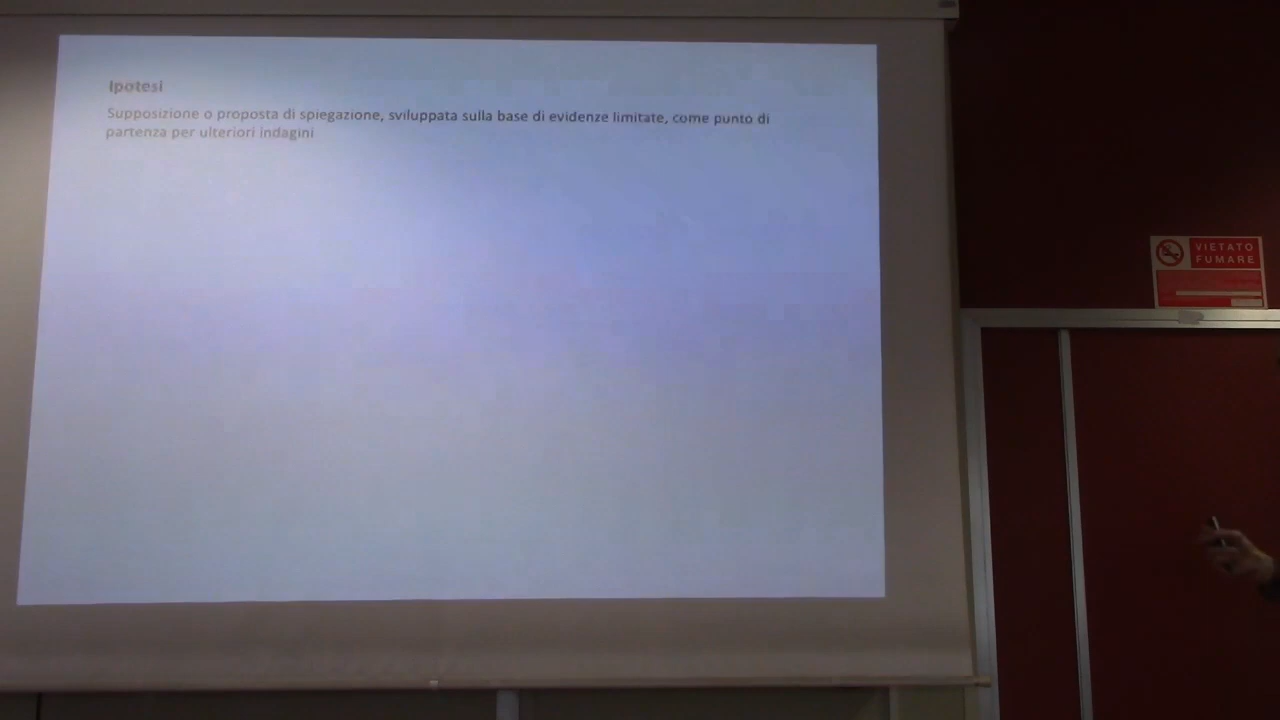 Ipotesi
Supposizione o proposta di spiegazione, sviluppata sulla base di evidenze limitate, come punto di
partenza per ulteriori indagini
VIETATO
FUMARE